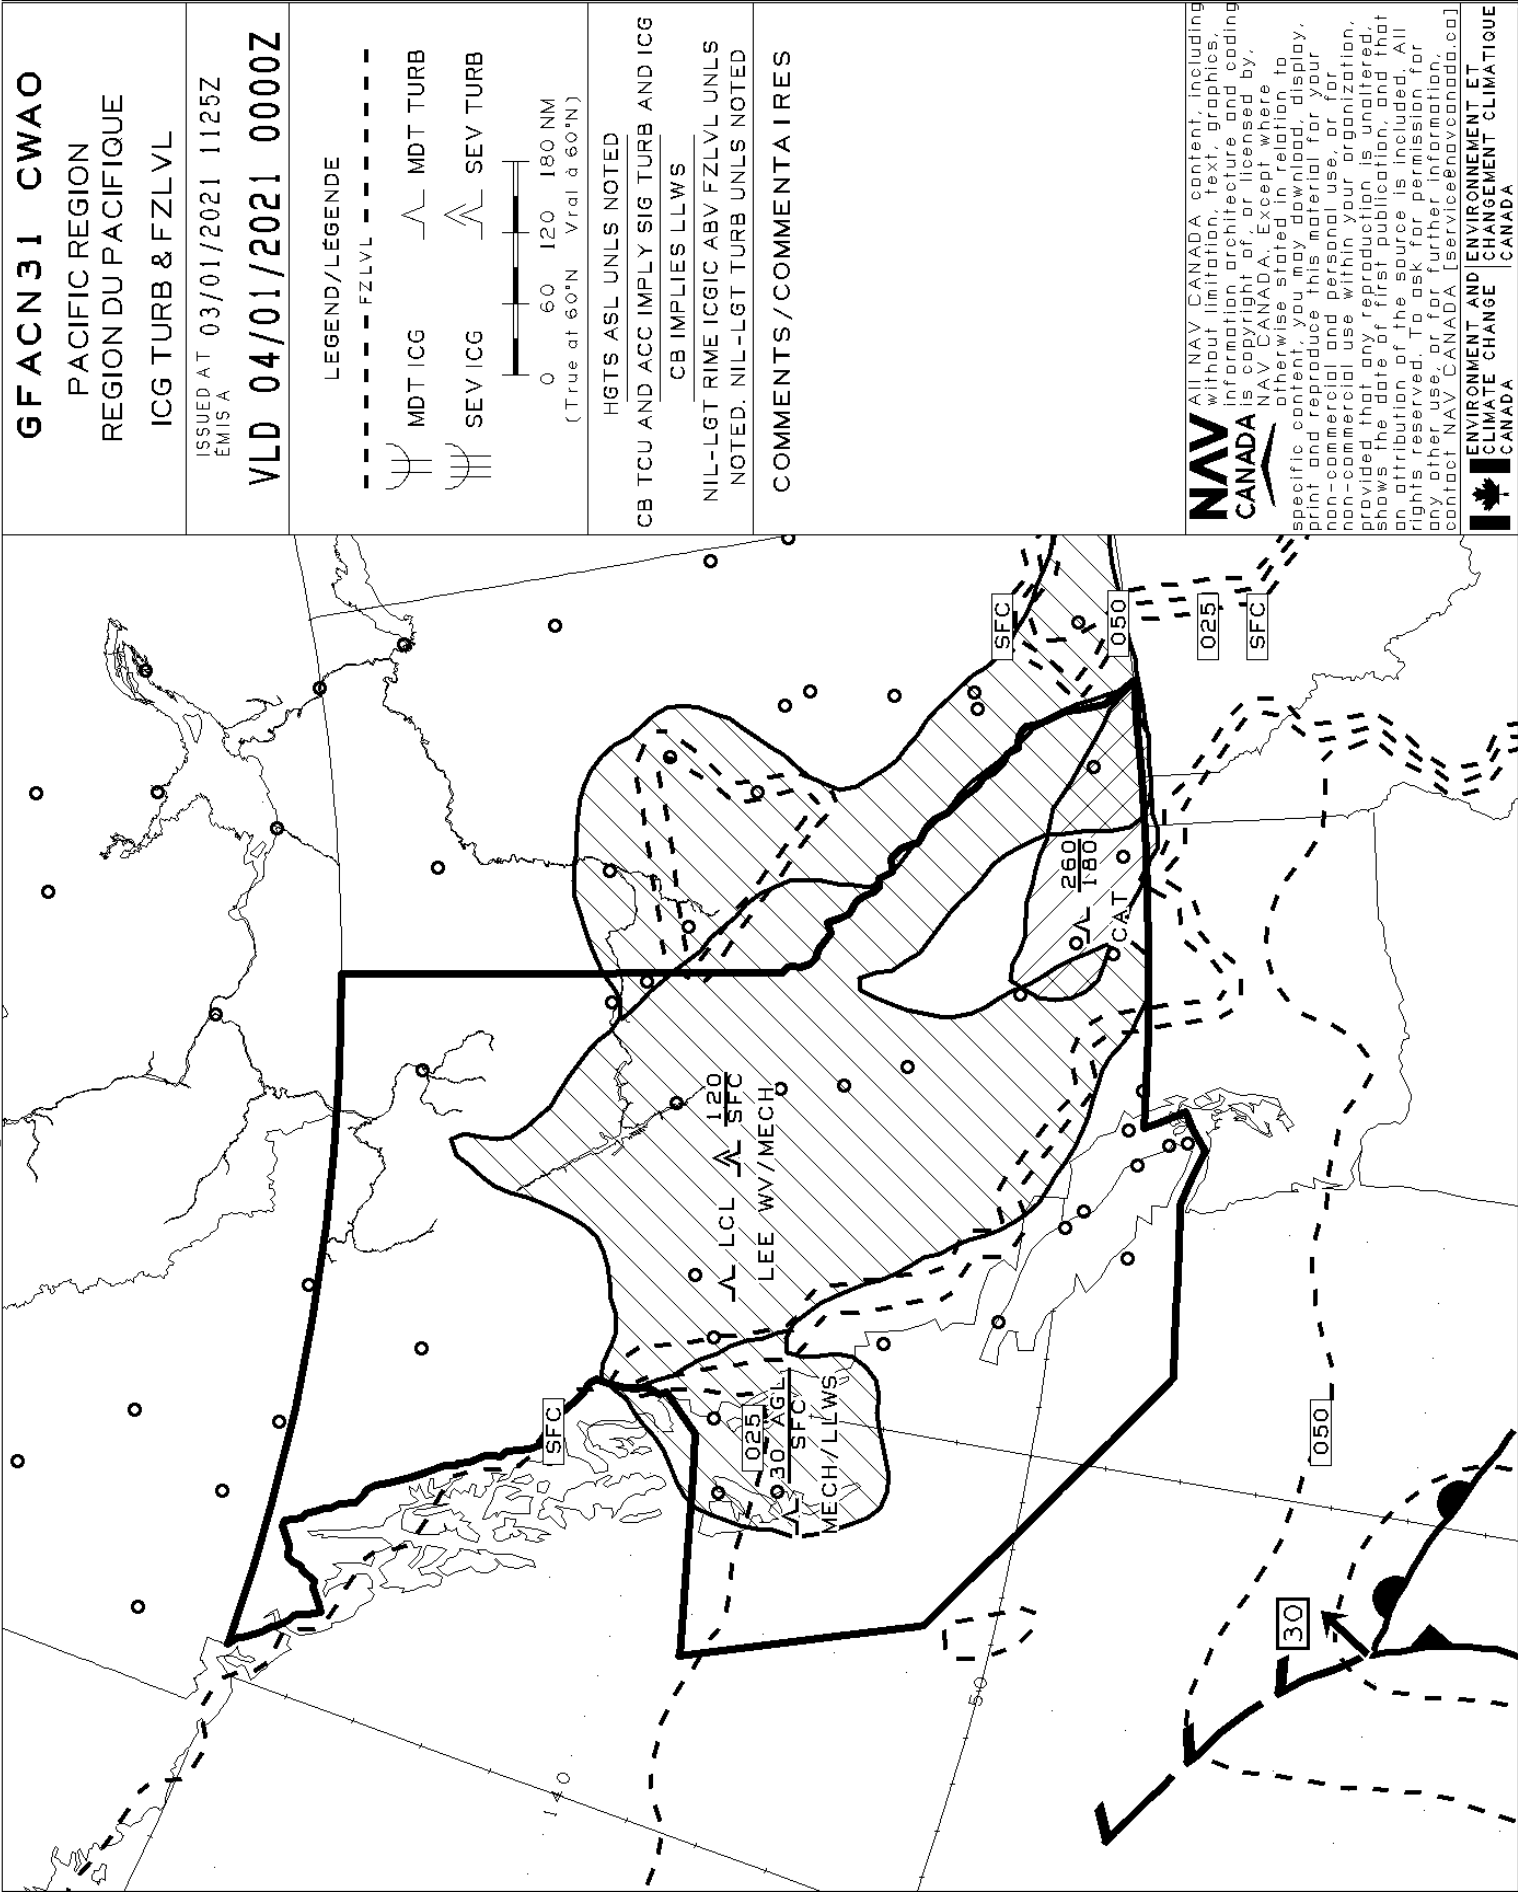 GFACN31 CWAO
PACIFIC REGION
REGION DU PACIFIQUE
ICG TURB & FZLVL
ISSUED AT 03/01/2021 1125Z
ÉMIS A
VLD 04/01/2021 0000Z
LEGEND/LÉGENDE
FZLVL
MDT ICG MDT TURB
SEV ICG SEV TURB
0 60 120 180 NM
(True at 60°N Vrai à 60°N)
HGTS ASL UNLS NOTED
CB TCU AND ACC IMPLY SIG TURB AND ICG
CB IMPLIES LLWS
NIL-LGT RIME ICGIC ABV FZLVL UNLS
NOTED. NIL-LGT TURB UNLS NOTED
COMMENTS/COMMENTAIRES
NAV
CANADA
All NAV CANADA content, including
without limitation, text, graphics,
information architecture and coding
is copyright of, or licensed by,
NAV CANADA. Except where
otherwise stated in relation to
specific content, you may download, display,
print and reproduce this material for your
non-commercial and personal use, or for
non-commercial use within your organization,
provided that any reproduction is unaltered,
shows the date of first publication, and that
an attribution of the source is included. All
rights reserved. To ask for permission for
any other use, or for further information,
contact NAV CANADA [service@navcanada.ca]
ENVIRONMENT AND
CLIMATE CHANGE
CANADA
ENVIRONNEMENT ET
CHANGEMENT CLIMATIQUE
CANADA
SFC
025
30 AGL
SFC
MECH/LLWS
LCL
120
SFC
LEE WV/MECH
260
180
CAT
SFC
050
025
SFC
050
30
50
140